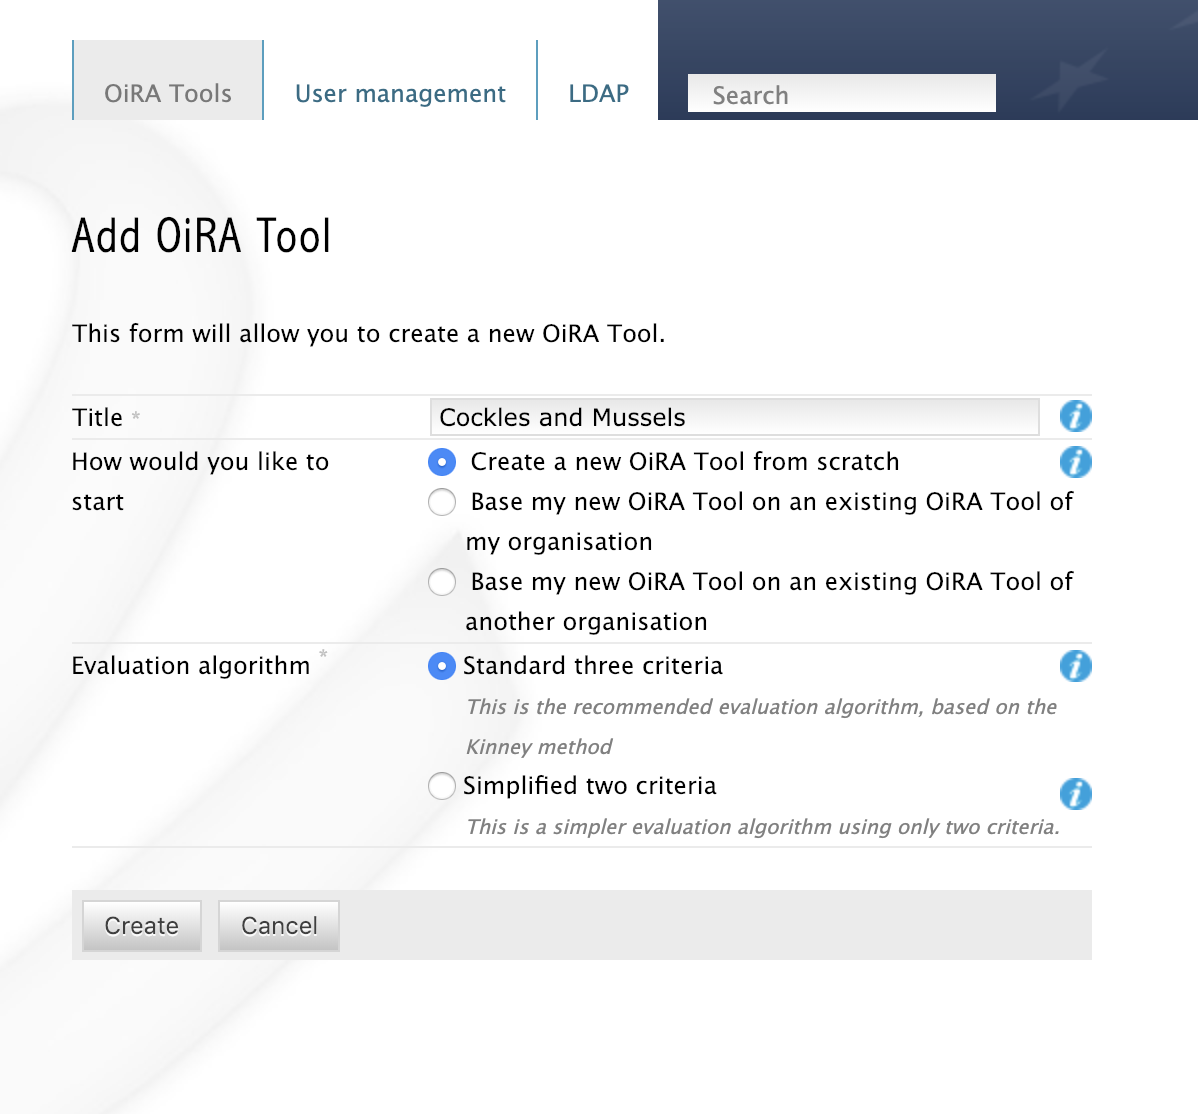 OiRA Tools
User management
LDAP
Search
Add OiRA Tool
This form will allow you to create a new OiRA Tool.
Title *
Cockles and Mussels
How would you like to
start
Create a new OiRA Tool from scratch
Base my new OiRA Tool on an existing OiRA Tool of
my organisation
Base my new OiRA Tool on an existing OiRA Tool of
another organisation
Evaluation algorithm *
Standard three criteria
This is the recommended evaluation algorithm, based on the
Kinney method
Simplified two criteria
This is a simpler evaluation algorithm using only two criteria.
Create
Cancel